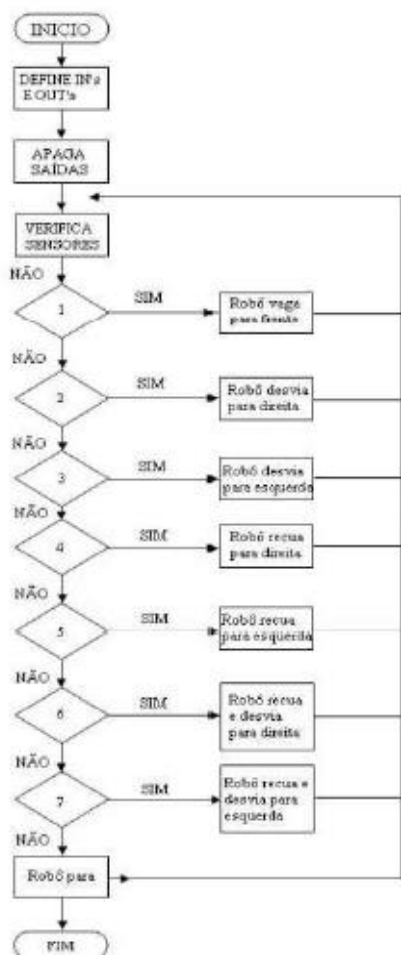 INICIO
DEFINE IN's
E OUT's
APAGA
SAÍDAS
VERIFICA
SENSORES
NÃO
1
SIM
Robô vaga
para frente
NÃO
2
SIM
Robô desvia
para direita
NÃO
3
SIM
Robô desvia
para esquerda
NÃO
4
SIM
Robô recua
para direita
NÃO
5
SIM
Robô recua
para esquerda
NÃO
6
SIM
Robô recua
e desvia
para direita
NÃO
7
SIM
Robô recua e
desvia para
esquerda
NÃO
Robô para
FIM